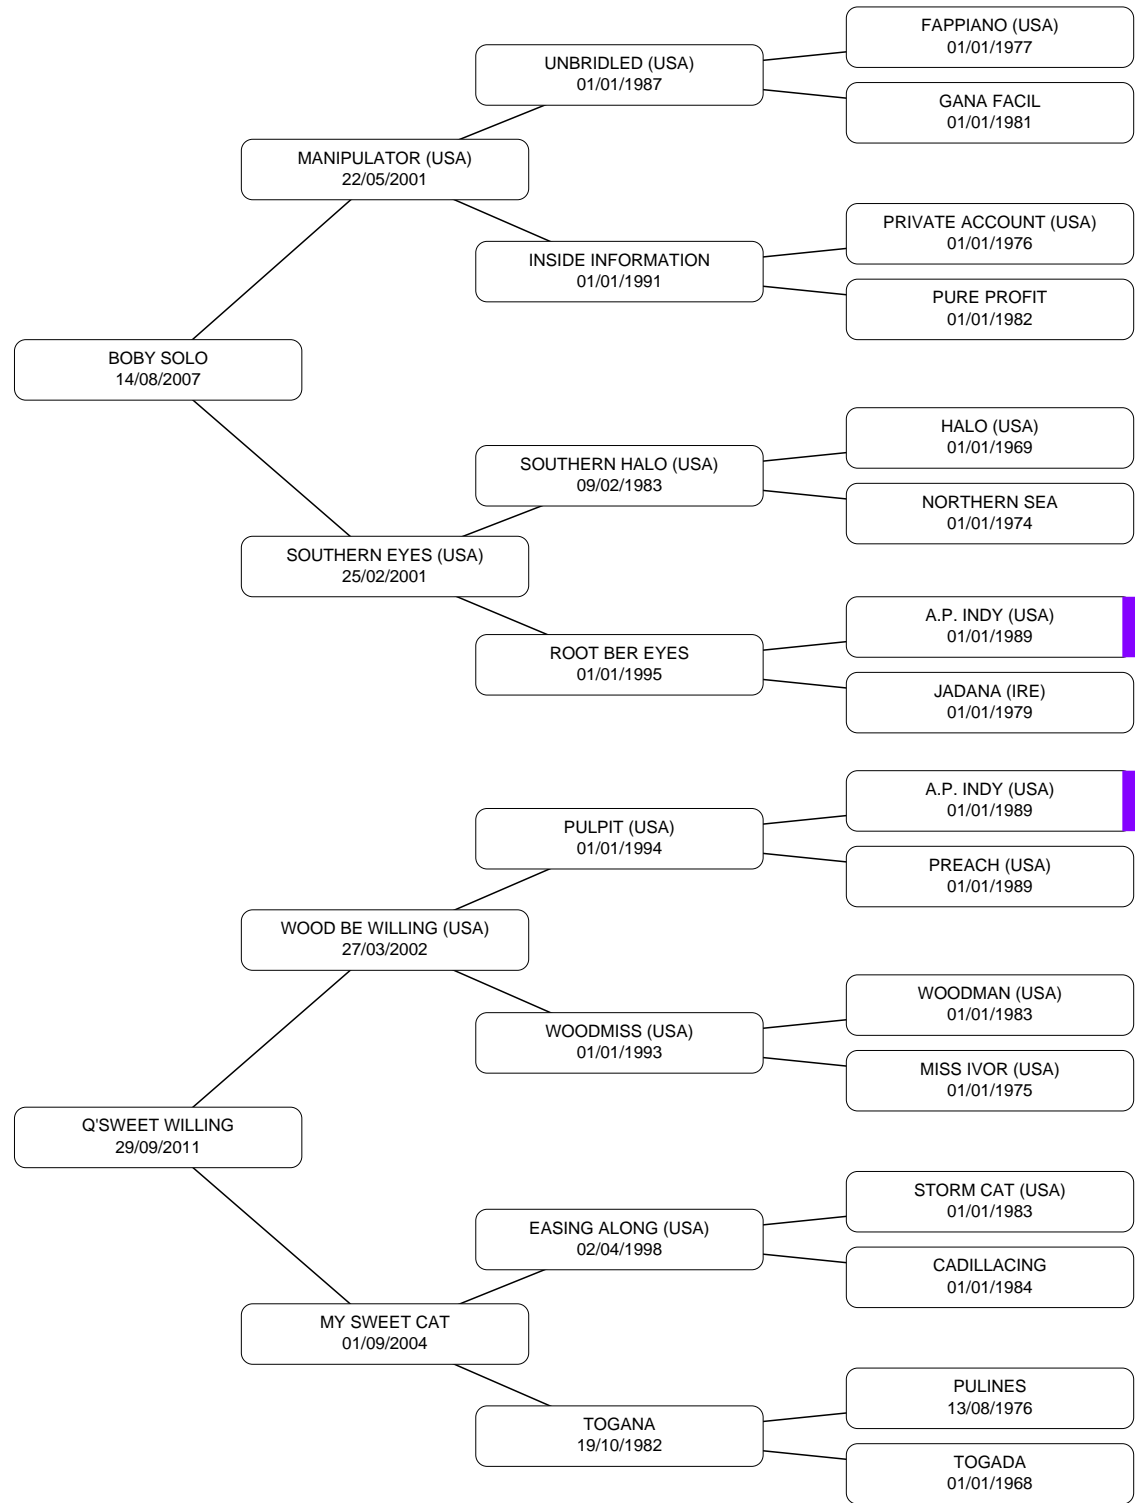 FAPPIANO (USA)
01/01/1977
UNBRIDLED (USA)
01/01/1987
GANA FACIL
01/01/1981
MANIPULATOR (USA)
22/05/2001
PRIVATE ACCOUNT (USA)
01/01/1976
INSIDE INFORMATION
01/01/1991
PURE PROFIT
01/01/1982
BOBY SOLO
14/08/2007
HALO (USA)
01/01/1969
SOUTHERN HALO (USA)
09/02/1983
NORTHERN SEA
01/01/1974
SOUTHERN EYES (USA)
25/02/2001
A.P. INDY (USA)
01/01/1989
ROOT BER EYES
01/01/1995
JADANA (IRE)
01/01/1979
A.P. INDY (USA)
01/01/1989
PULPIT (USA)
01/01/1994
PREACH (USA)
01/01/1989
WOOD BE WILLING (USA)
27/03/2002
WOODMAN (USA)
01/01/1983
WOODMISS (USA)
01/01/1993
MISS IVOR (USA)
01/01/1975
Q'SWEET WILLING
29/09/2011
STORM CAT (USA)
01/01/1983
EASING ALONG (USA)
02/04/1998
CADILLACING
01/01/1984
MY SWEET CAT
01/09/2004
PULINES
13/08/1976
TOGANA
19/10/1982
TOGADA
01/01/1968